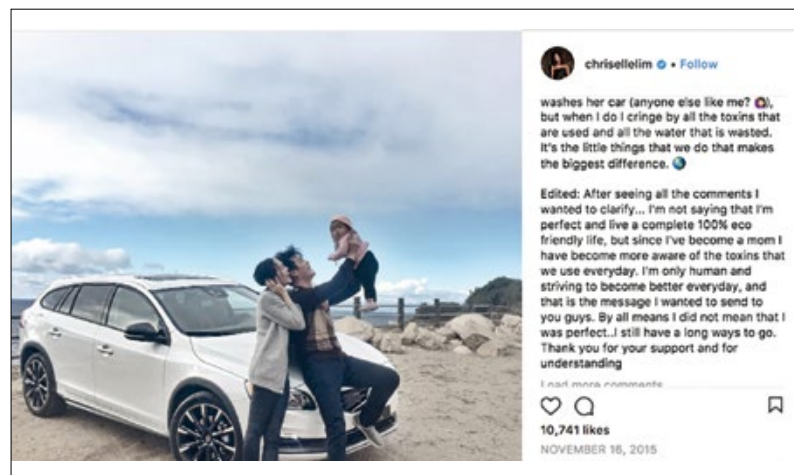 chrisellelim • Follow
washes her car (anyone else like me? 🙋🏻‍♀️),
but when I do I cringe by all the toxins that
are used and all the water that is wasted.
It's the little things that we do that makes
the biggest difference. 🌎
Edited: After seeing all the comments I
wanted to clarify... I'm not saying that I'm
perfect and live a complete 100% eco
friendly life, but since I've become a mom I
have become more aware of the toxins that
we use everyday. I'm only human and
striving to become better everyday, and
that is the message I wanted to send to
you guys. By all means I did not mean that I
was perfect..I still have a long ways to go.
Thank you for your support and for
understanding
Load more comments
10,741 likes
NOVEMBER 16, 2015